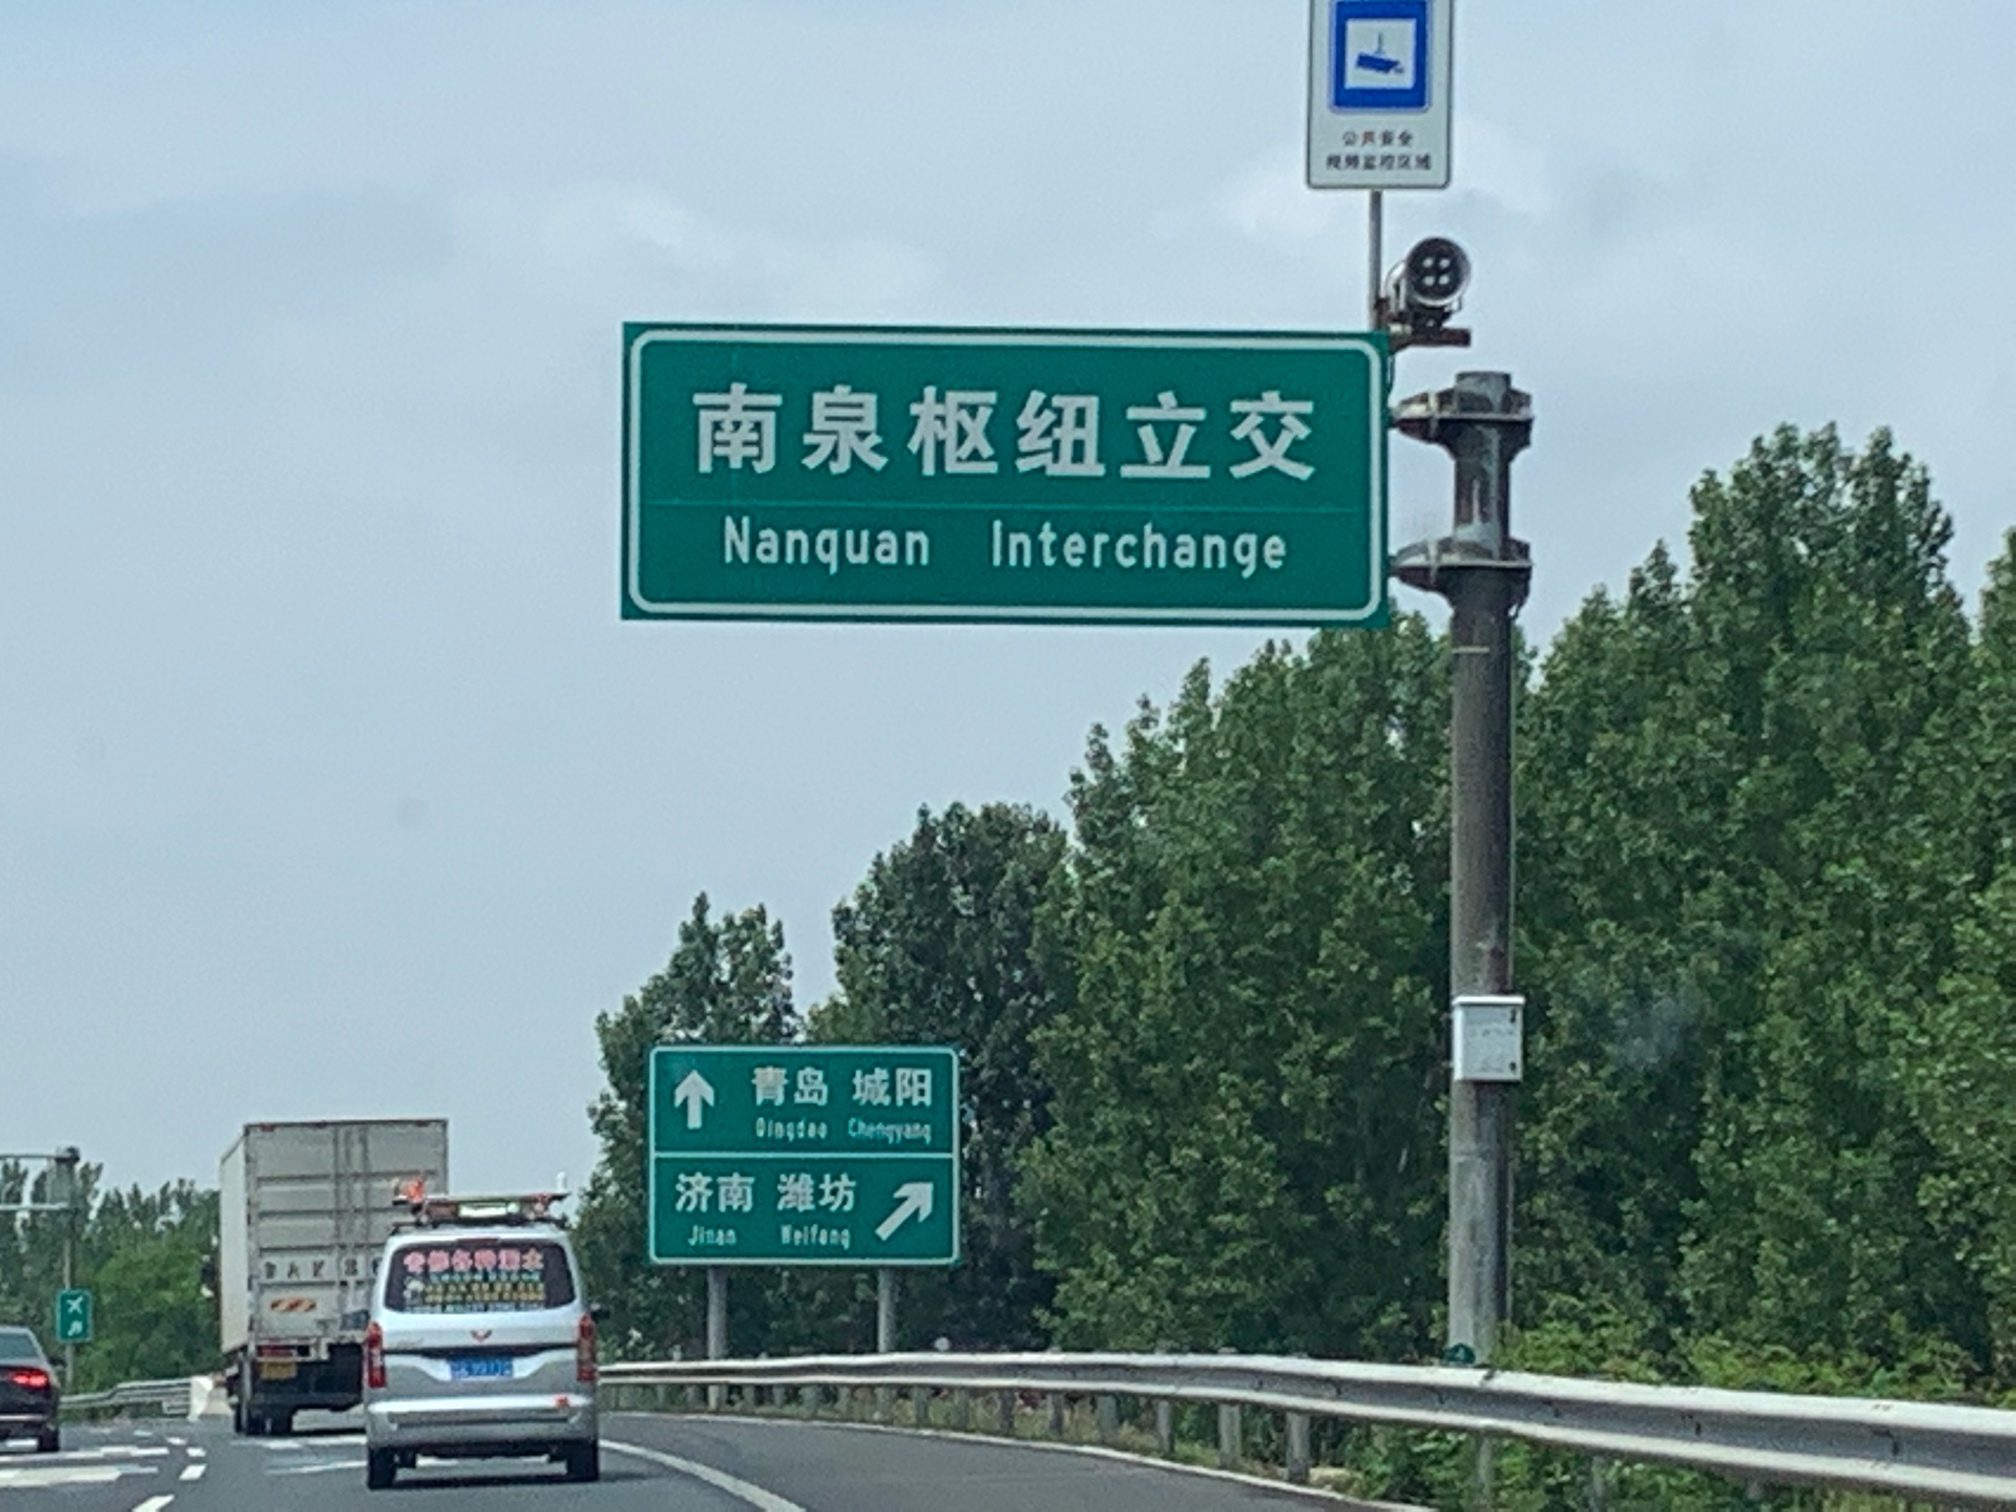 公共安全
视频监控区域
南泉枢纽立交
Nanquan Interchange
青岛 城阳
Qingdao Chengyang
济南 潍坊
Jinan Weifang